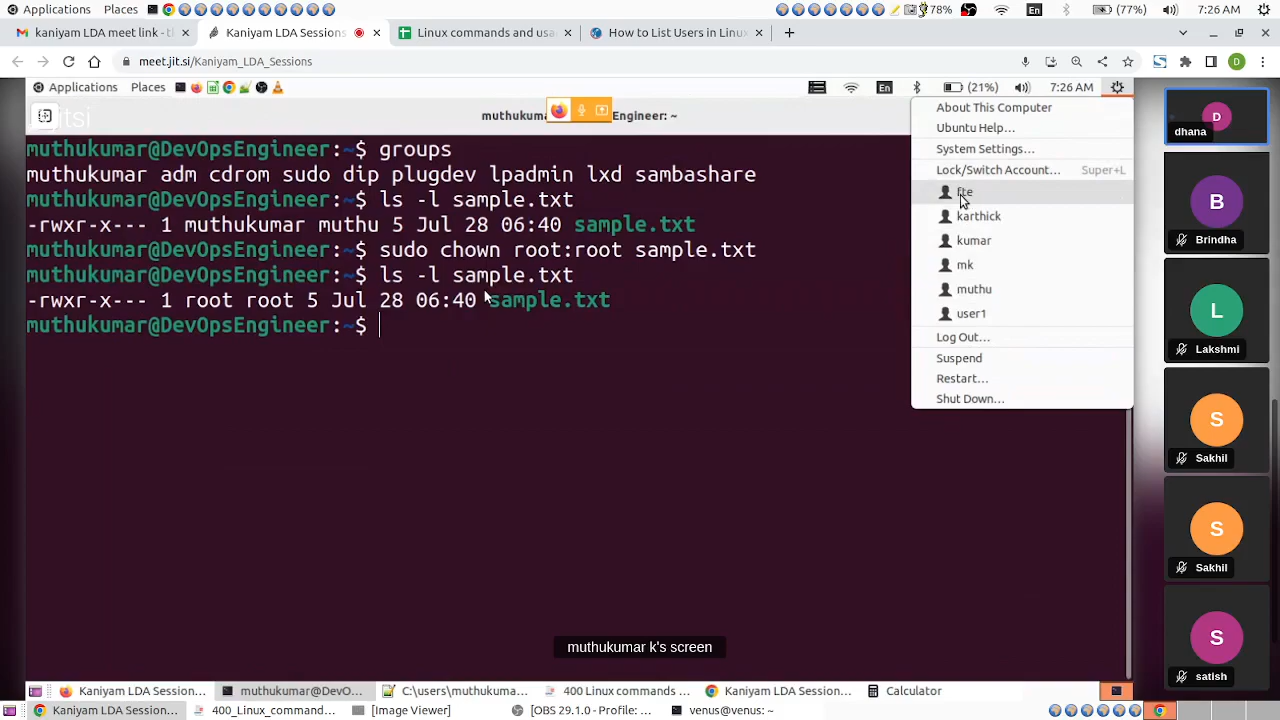 Applications Places 78% En (77%) 7:26 AM
kaniyam LDA meet link - t
Kaniyam LDA Sessions
Linux commands and usa
How to List Users in Linux
meet.jit.si/Kaniyam_LDA_Sessions
D
Applications Places En (21%) 7:26 AM
muthukuma Engineer: ~
muthukumar@DevOpsEngineer:~$ groups
muthukumar adm cdrom sudo dip plugdev lpadmin lxd sambashare
muthukumar@DevOpsEngineer:~$ ls -l sample.txt
-rwxr-x--- 1 muthukumar muthu 5 Jul 28 06:40 sample.txt
muthukumar@DevOpsEngineer:~$ sudo chown root:root sample.txt
muthukumar@DevOpsEngineer:~$ ls -l sample.txt
-rwxr-x--- 1 root root 5 Jul 28 06:40 sample.txt
muthukumar@DevOpsEngineer:~$
About This Computer
Ubuntu Help...
System Settings...
Lock/Switch Account... Super+L
karthick
kumar
mk
muthu
user1
Log Out...
Suspend
Restart...
Shut Down...
D
dhana
B
Brindha
L
Lakshmi
S
Sakhil
S
Sakhil
S
satish
muthukumar k's screen
Kaniyam LDA Session...
muthukumar@DevO...
C:\users\muthukuma...
400 Linux commands ...
Kaniyam LDA Session...
Calculator
Kaniyam LDA Session...
400_Linux_command...
[Image Viewer]
[OBS 29.1.0 - Profile: ...
venus@venus: ~